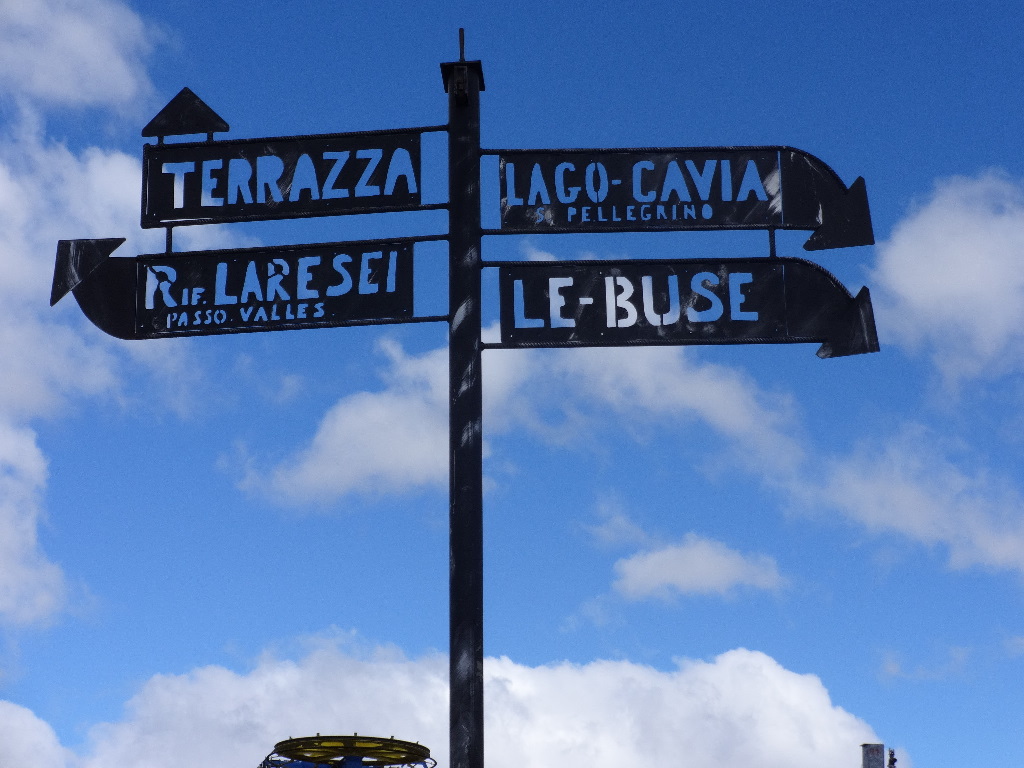 TERRAZZA
RIF. LARESEI
PASSO VALLES
LAGO-CAVIA
S. PELLEGRINO
LE-BUSE